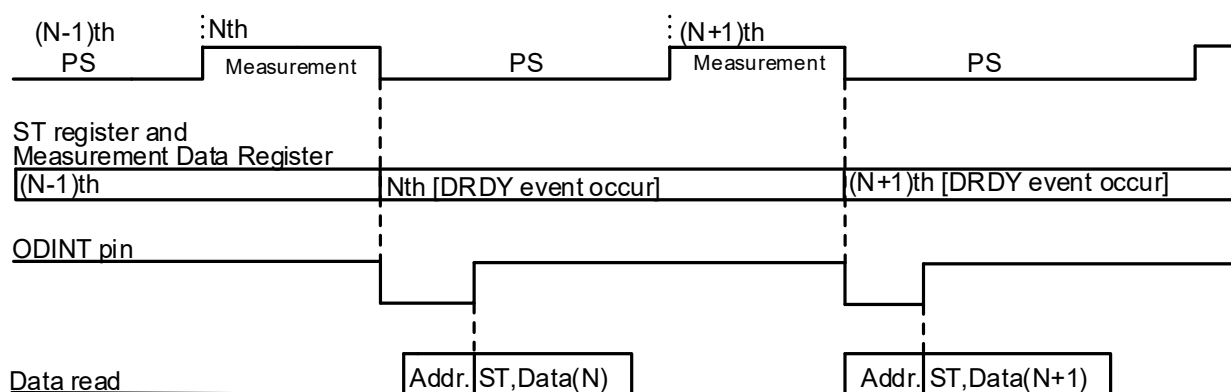 (N-1)th Nth (N+1)th
PS Measurement PS Measurement PS
ST register and
Measurement Data Register
(N-1)th Nth [DRDY event occur] (N+1)th [DRDY event occur]
ODINT pin
Data read Addr. ST,Data(N) Addr. ST,Data(N+1)